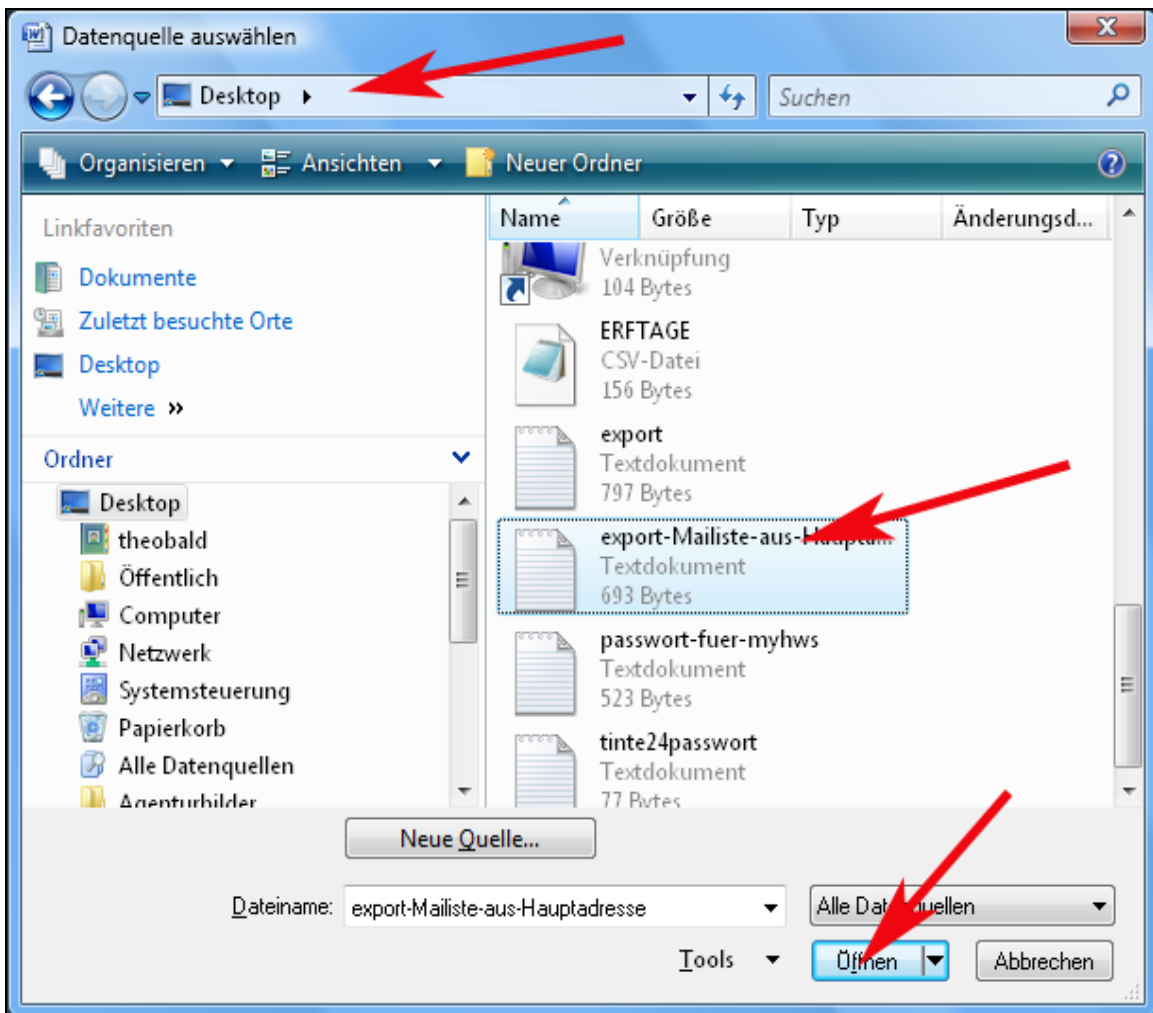 Datenquelle auswählen
Desktop
Suchen
Organisieren Ansichten Neuer Ordner
Linkfavoriten
Dokumente
Zuletzt besuchte Orte
Desktop
Weitere »
Ordner
Desktop
theobald
Öffentlich
Computer
Netzwerk
Systemsteuerung
Papierkorb
Alle Datenquellen
Agenturbilder
Name Größe Typ Änderungsd...
Verknüpfung
104 Bytes
ERFTAGE
CSV-Datei
156 Bytes
export
Textdokument
797 Bytes
export-Mailiste-aus-Haupta...
Textdokument
693 Bytes
passwort-fuer-myhws
Textdokument
523 Bytes
tinte24passwort
Textdokument
77 Bytes
Neue Quelle...
Dateiname: export-Mailiste-aus-Hauptadresse Alle Datenquellen
Tools Öffnen Abbrechen